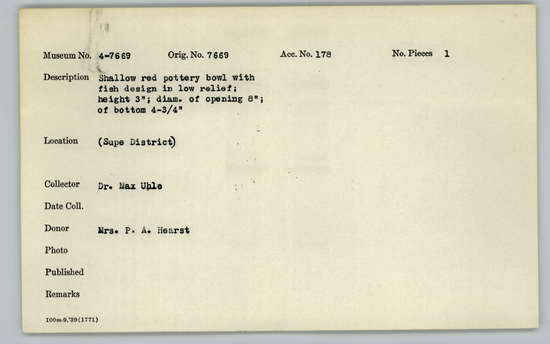 Museum No. 4-7669 Orig. No. 7669 Acc. No. 178 No. Pieces 1
Description Shallow red pottery bowl with
fish design in low relief;
height 3"; diam. of opening 8";
of bottom 4-3/4"
Location (Supe District)
Collector Dr. Max Uhle
Date Coll.
Donor Mrs. P. A. Hearst
Photo
Published
Remarks
100m-9,'39(1771)